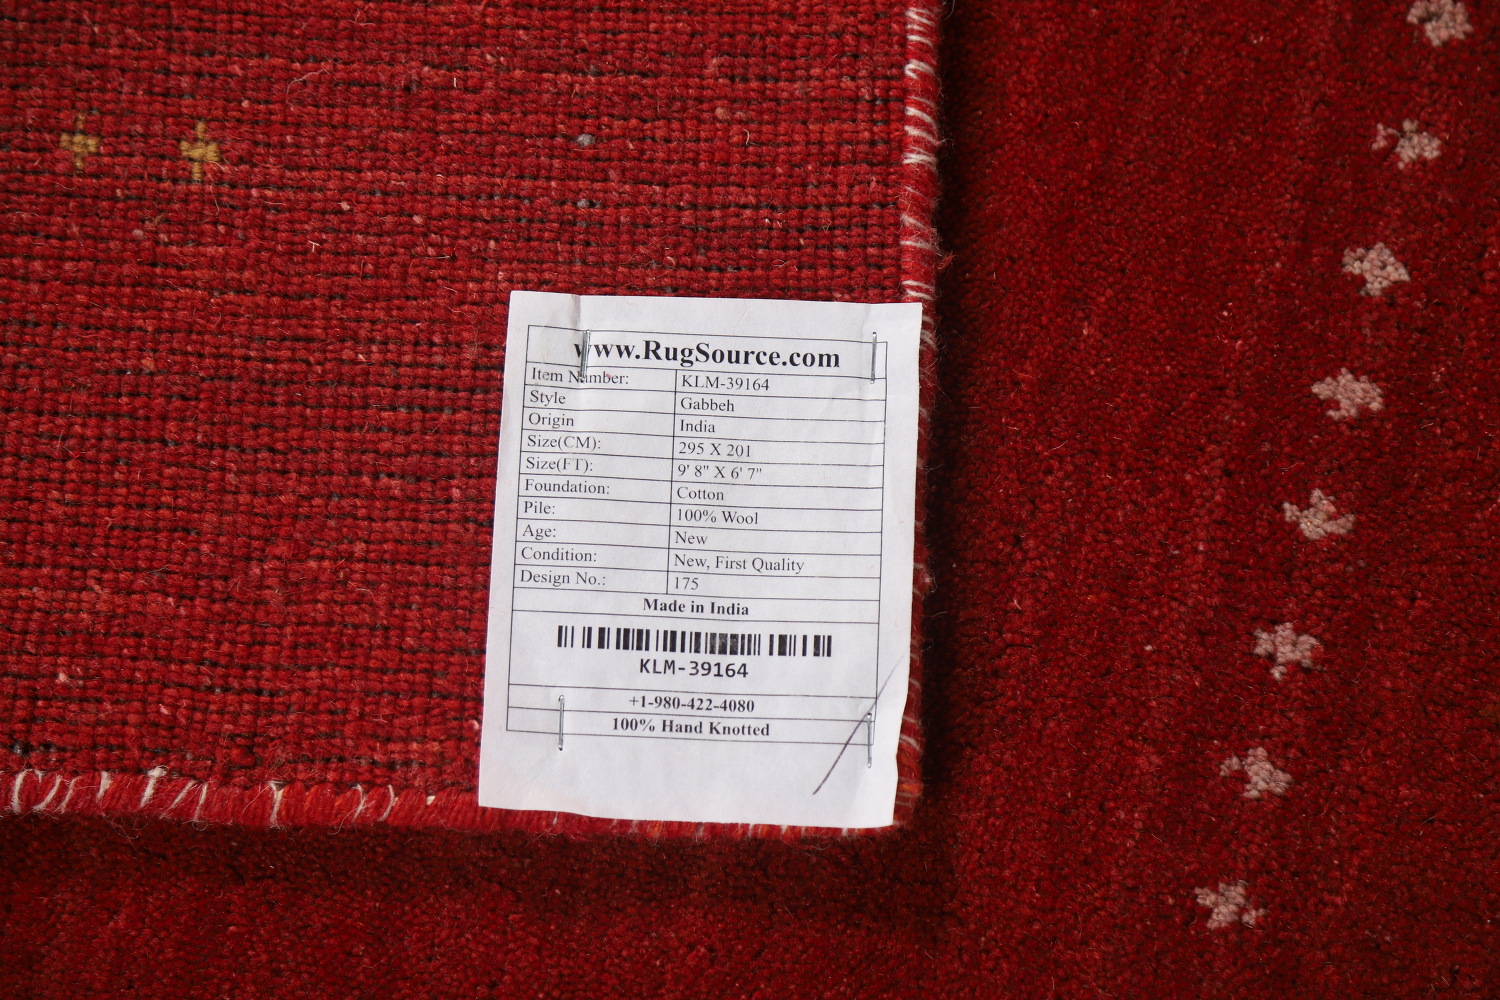 www.RugSource.com
Item Number: KLM-39164
Style Gabbeh
Origin India
Size(CM): 295 X 201
Size(FT): 9' 8" X 6' 7"
Foundation: Cotton
Pile: 100% Wool
Age: New
Condition: New, First Quality
Design No.: 175
Made in India
KLM-39164
+1-980-422-4080
100% Hand Knotted